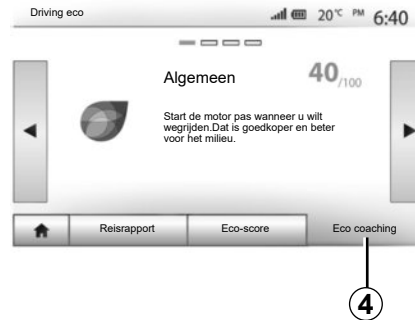 Driving eco 20°C PM 6:40
Algemeen 40/100
Start de motor pas wanneer u wilt
wegrijden.Dat is goedkoper en beter
voor het milieu.
Reisrapport Eco-score Eco coaching
4